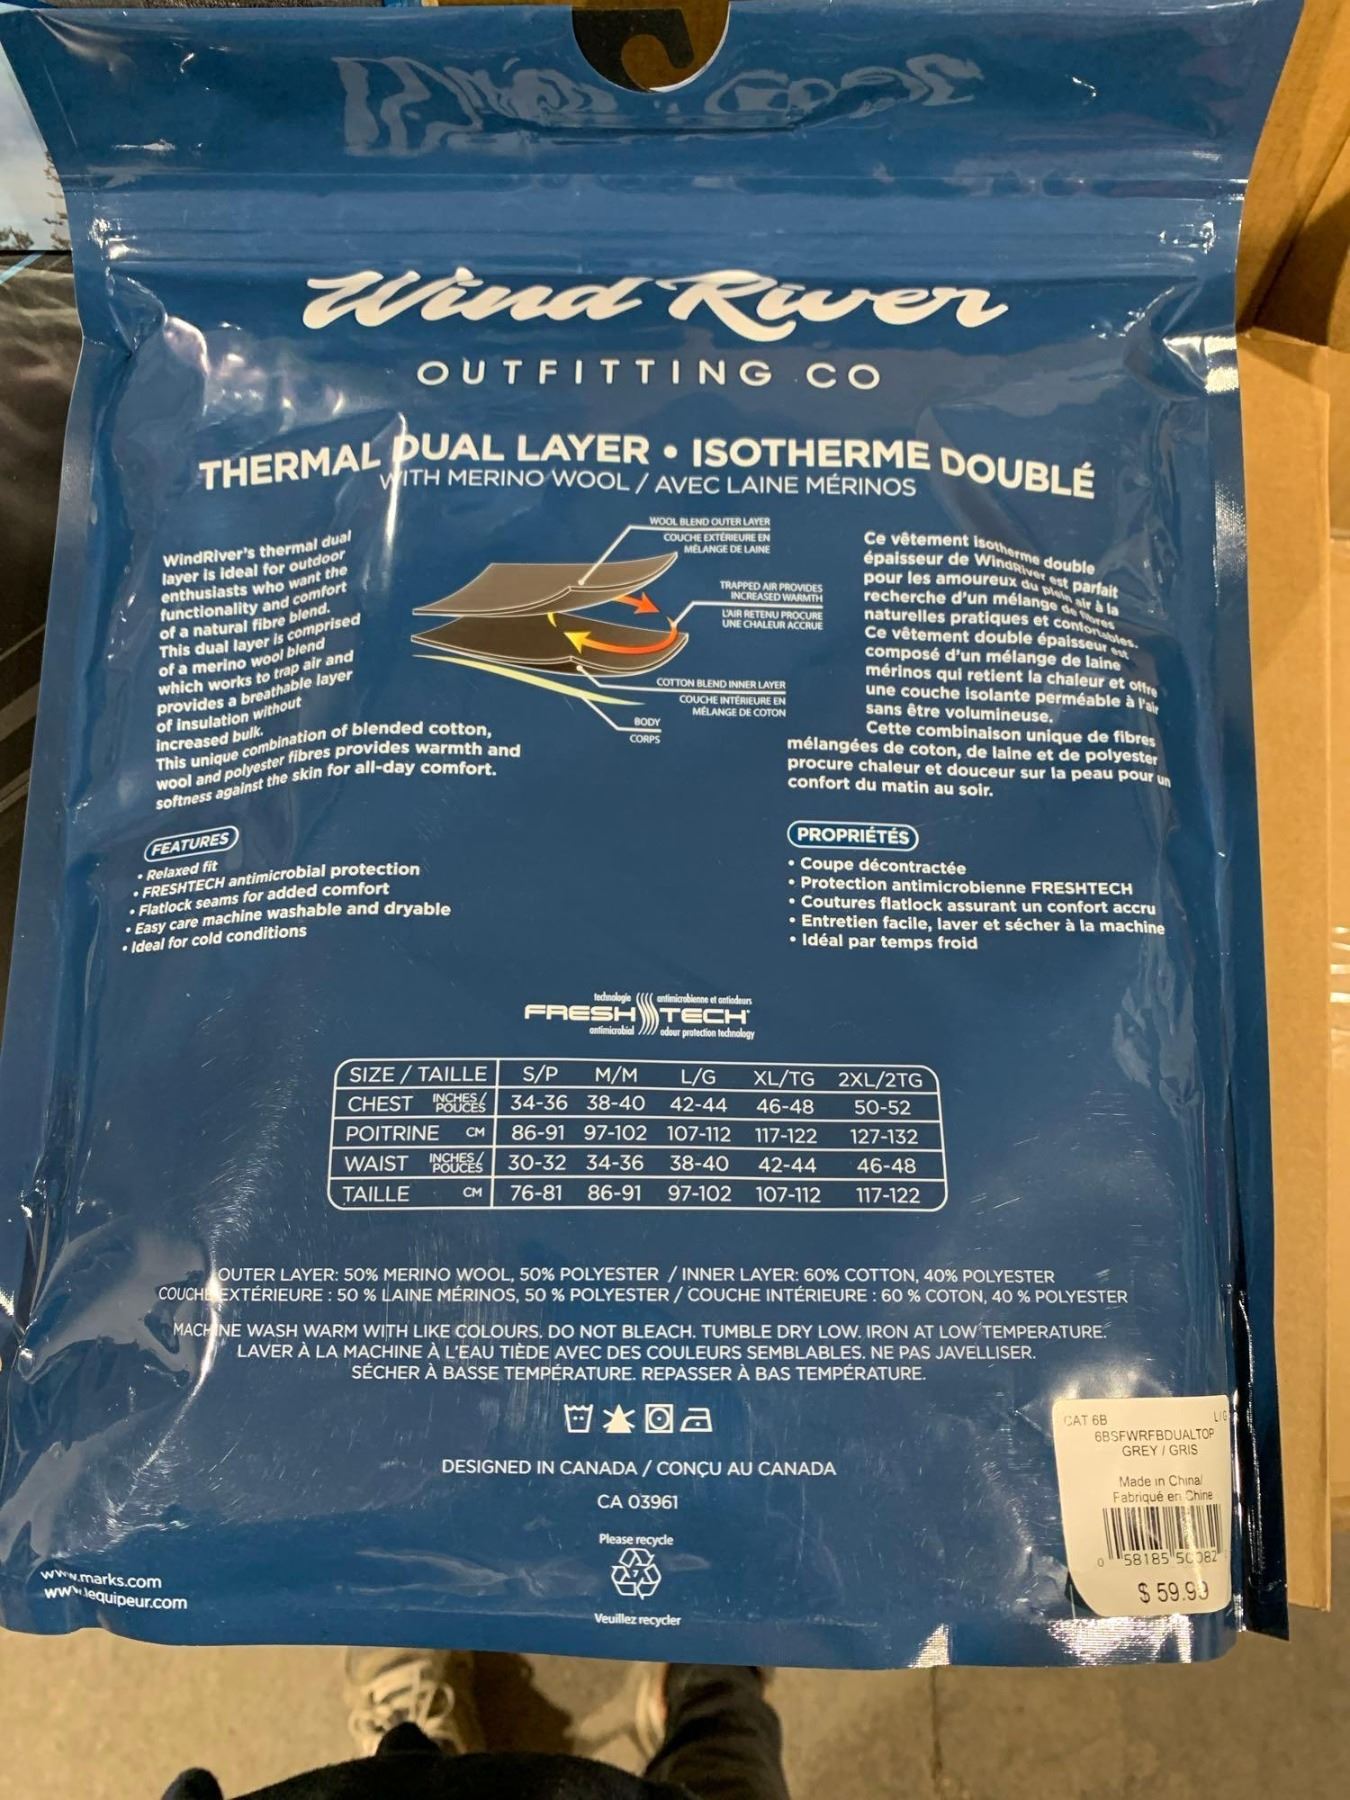 Wind River
OUTFITTING CO
THERMAL DUAL LAYER • ISOTHERME DOUBLÉ
WITH MERINO WOOL / AVEC LAINE MÉRINOS
WindRiver's thermal dual
layer is ideal for outdoor
enthusiasts who want the
functionality and comfort
of a natural fibre blend.
This dual layer is comprised
of a merino wool blend
which works to trap air and
provides a breathable layer
of insulation without
increased bulk.
This unique combination of blended cotton,
wool and polyester fibres provides warmth and
softness against the skin for all-day comfort.
WOOL BLEND OUTER LAYER
COUCHE EXTÉRIEURE EN
MÉLANGE DE LAINE
TRAPPED AIR PROVIDES
INCREASED WARMTH
L'AIR RETENU PROCURE
UNE CHALEUR ACCRUE
COTTON BLEND INNER LAYER
COUCHE INTÉRIEURE EN
MÉLANGE DE COTON
BODY
CORPS
Ce vêtement isotherme double
épaisseur de WindRiver est parfait
pour les amoureux du plein air à la
recherche d'un mélange de fibres
naturelles pratiques et confortables.
Ce vêtement double épaisseur est
composé d'un mélange de laine
mérinos qui retient la chaleur et offre
une couche isolante perméable à l'air
sans être volumineuse.
Cette combinaison unique de fibres
mélangées de coton, de laine et de polyester
procure chaleur et douceur sur la peau pour un
confort du matin au soir.
FEATURES
• Relaxed fit
• FRESHTECH antimicrobial protection
• Flatlock seams for added comfort
• Easy care machine washable and dryable
• Ideal for cold conditions
PROPRIÉTÉS
• Coupe décontractée
• Protection antimicrobienne FRESHTECH
• Coutures flatlock assurant un confort accru
• Entretien facile, laver et sécher à la machine
• Idéal par temps froid
technologie antimicrobienne et antiodeurs
FRESH TECH
antimicrobial odour protection technology
SIZE / TAILLE S/P M/M L/G XL/TG 2XL/2TG
CHEST INCHES/POUCES 34-36 38-40 42-44 46-48 50-52
POITRINE CM 86-91 97-102 107-112 117-122 127-132
WAIST INCHES/POUCES 30-32 34-36 38-40 42-44 46-48
TAILLE CM 76-81 86-91 97-102 107-112 117-122
OUTER LAYER: 50% MERINO WOOL, 50% POLYESTER / INNER LAYER: 60% COTTON, 40% POLYESTER
COUCHE EXTÉRIEURE : 50 % LAINE MÉRINOS, 50 % POLYESTER / COUCHE INTÉRIEURE : 60 % COTON, 40 % POLYESTER
MACHINE WASH WARM WITH LIKE COLOURS. DO NOT BLEACH. TUMBLE DRY LOW. IRON AT LOW TEMPERATURE.
LAVER À LA MACHINE À L'EAU TIÈDE AVEC DES COULEURS SEMBLABLES. NE PAS JAVELLISER.
SÉCHER À BASSE TEMPÉRATURE. REPASSER À BAS TEMPÉRATURE.
DESIGNED IN CANADA / CONÇU AU CANADA
CA 03961
Please recycle
7
Veuillez recycler
www.marks.com
www.lequipeur.com
CAT 6B
6BSFWRFBDUALTOP
GREY / GRIS
Made in China/
Fabriqué en Chine
0 58185
$ 59.99